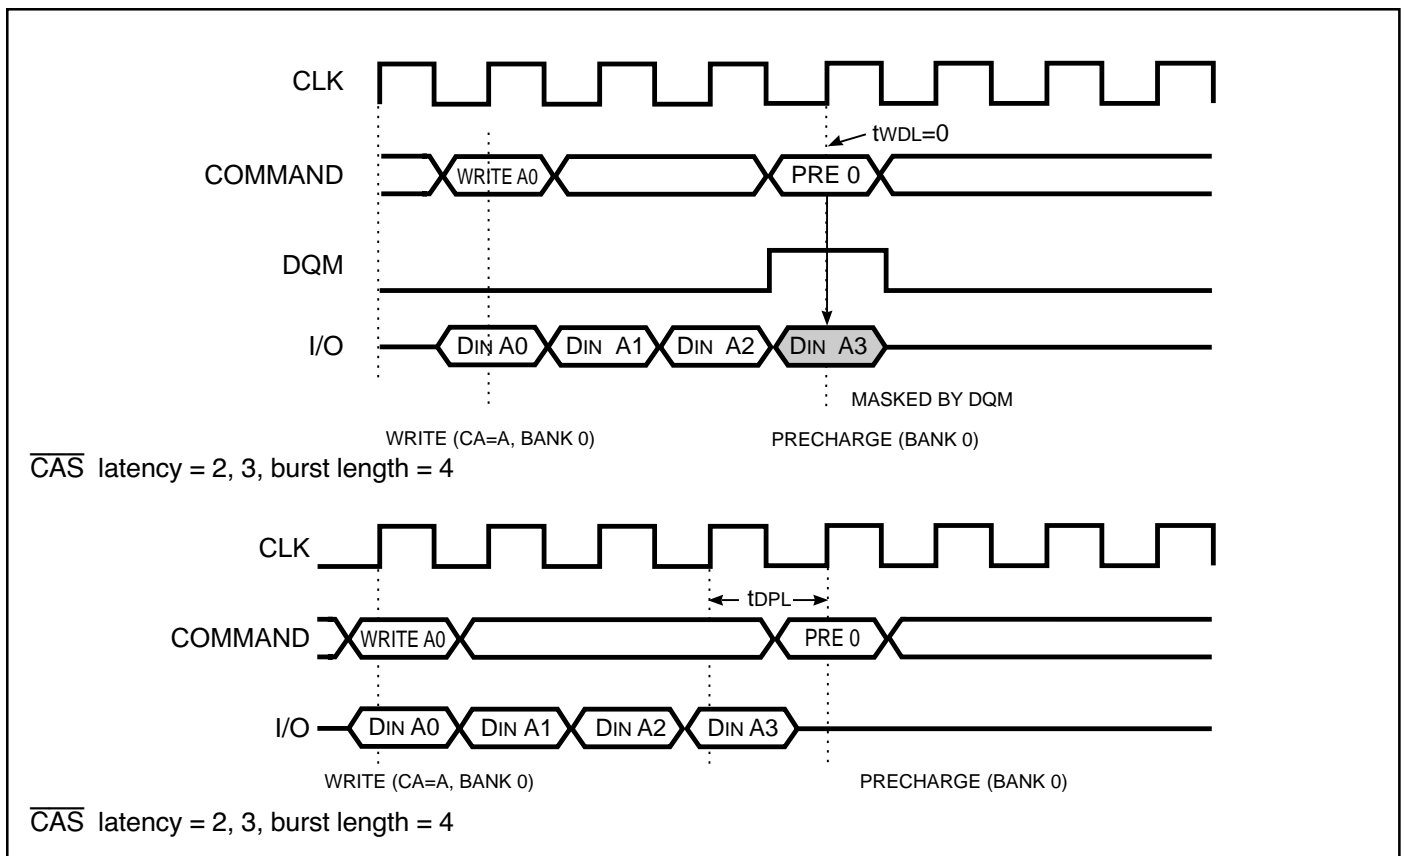 CLK
tWDL=0
COMMAND WRITE A0 PRE 0
DQM
I/O DIN A0 DIN A1 DIN A2 DIN A3
MASKED BY DQM
WRITE (CA=A, BANK 0) PRECHARGE (BANK 0)
CAS latency = 2, 3, burst length = 4
CLK
tDPL
COMMAND WRITE A0 PRE 0
I/O DIN A0 DIN A1 DIN A2 DIN A3
WRITE (CA=A, BANK 0) PRECHARGE (BANK 0)
CAS latency = 2, 3, burst length = 4